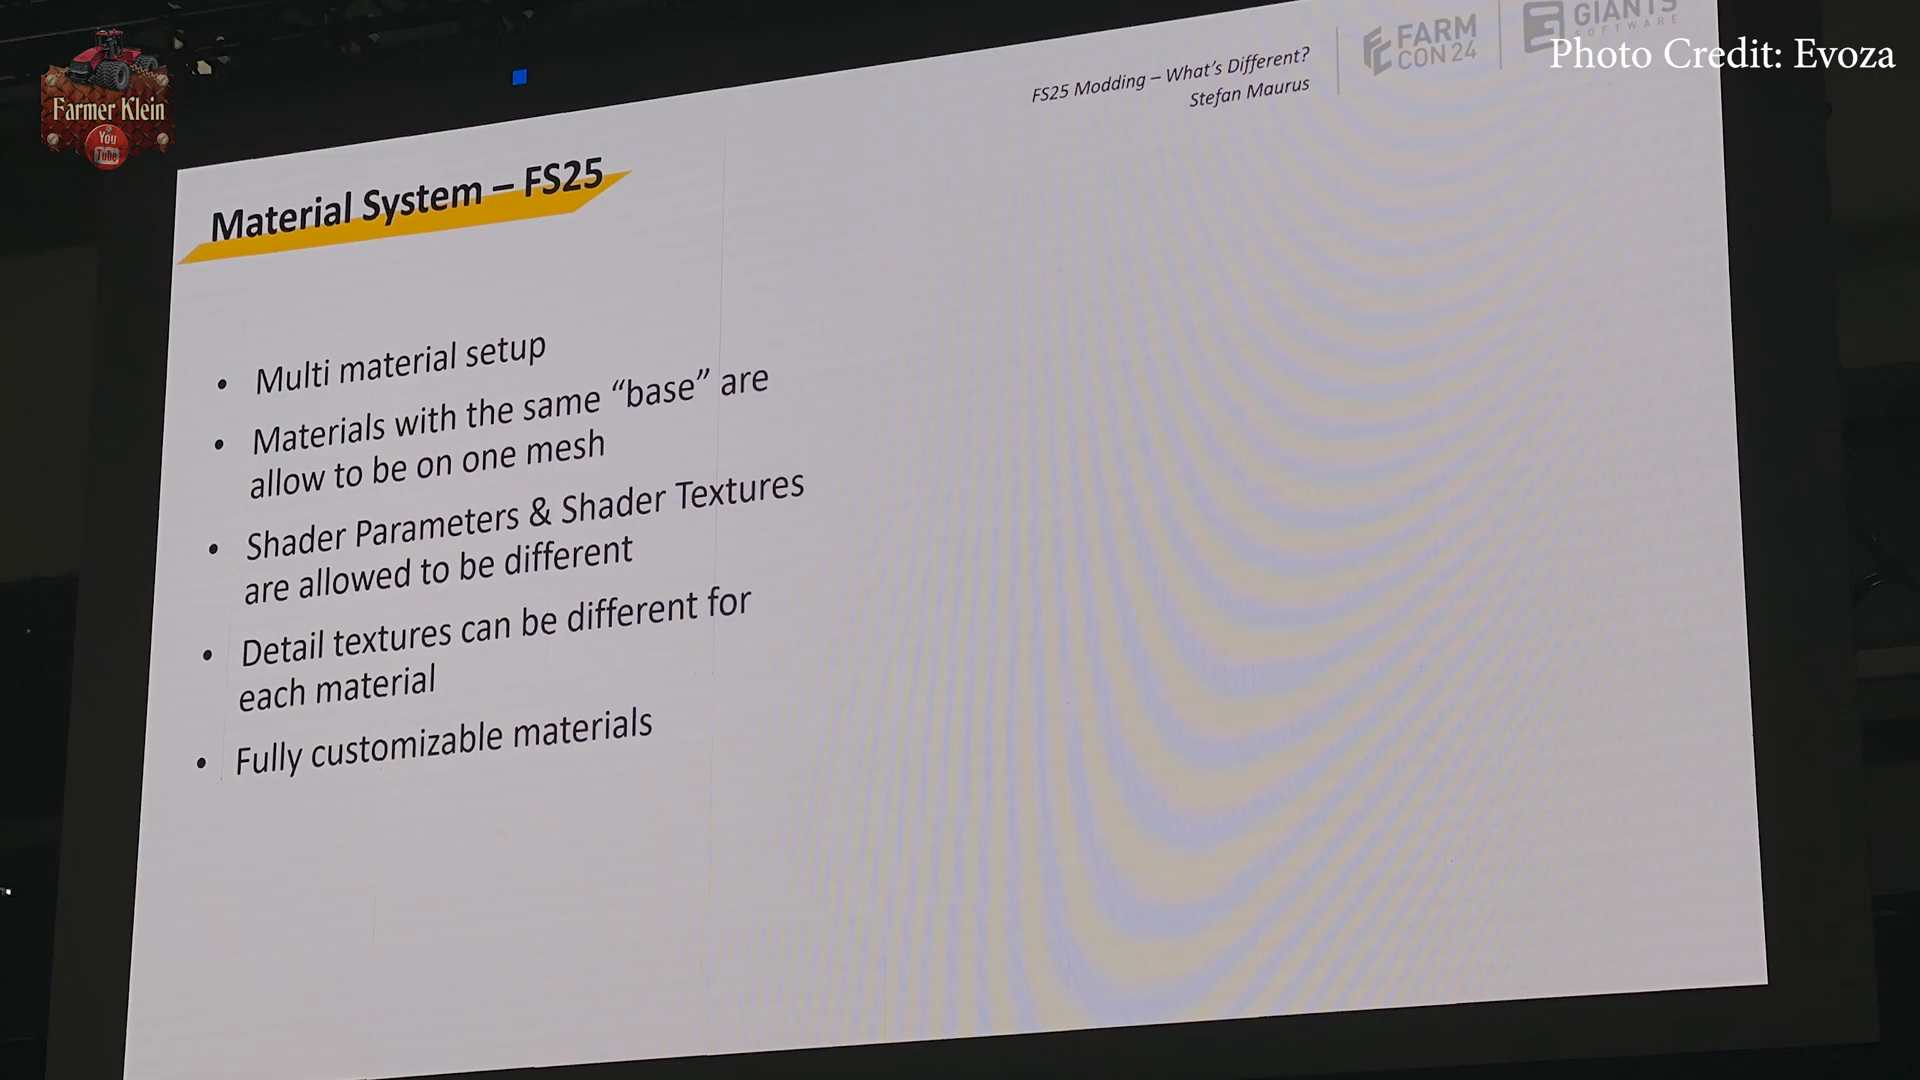 Farmer Klein
You
Tube
FS25 Modding – What's Different?
Stefan Maurus
FARM
CON 24
GIANTS
SOFTWARE
Photo Credit: Evoza
Material System – FS25
• Multi material setup
• Materials with the same “base” are
allow to be on one mesh
• Shader Parameters & Shader Textures
are allowed to be different
• Detail textures can be different for
each material
• Fully customizable materials